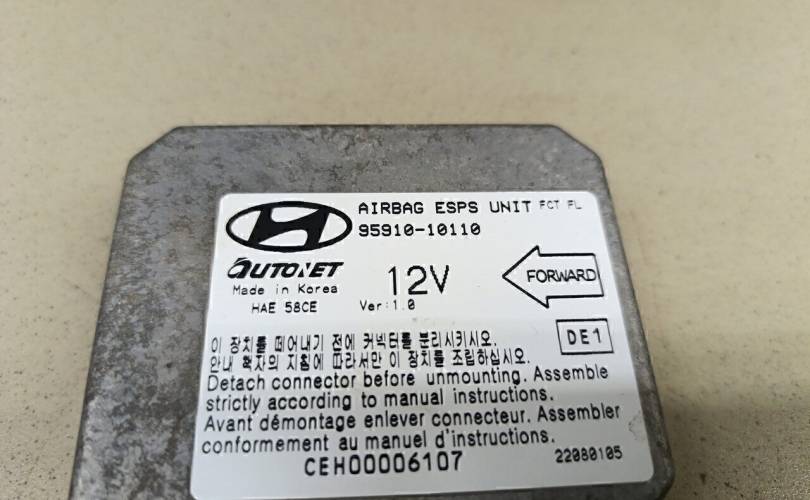 AIRBAG ESPS UNIT FCT FL
95910-10110
AUTONET
12V
FORWARD
Made in Korea
HAE 58CE
Ver:1.0
DE1
이 장치를 떼어내기 전에 커넥터를 분리시키시오.
안내 책자의 지침에 따라서만 이 장치를 조립하십시오.
Detach connector before unmounting. Assemble
strictly according to manual instructions.
Avant démontage enlever connecteur. Assembler
conformement au manuel d'instructions.
CEH00006107
22080105